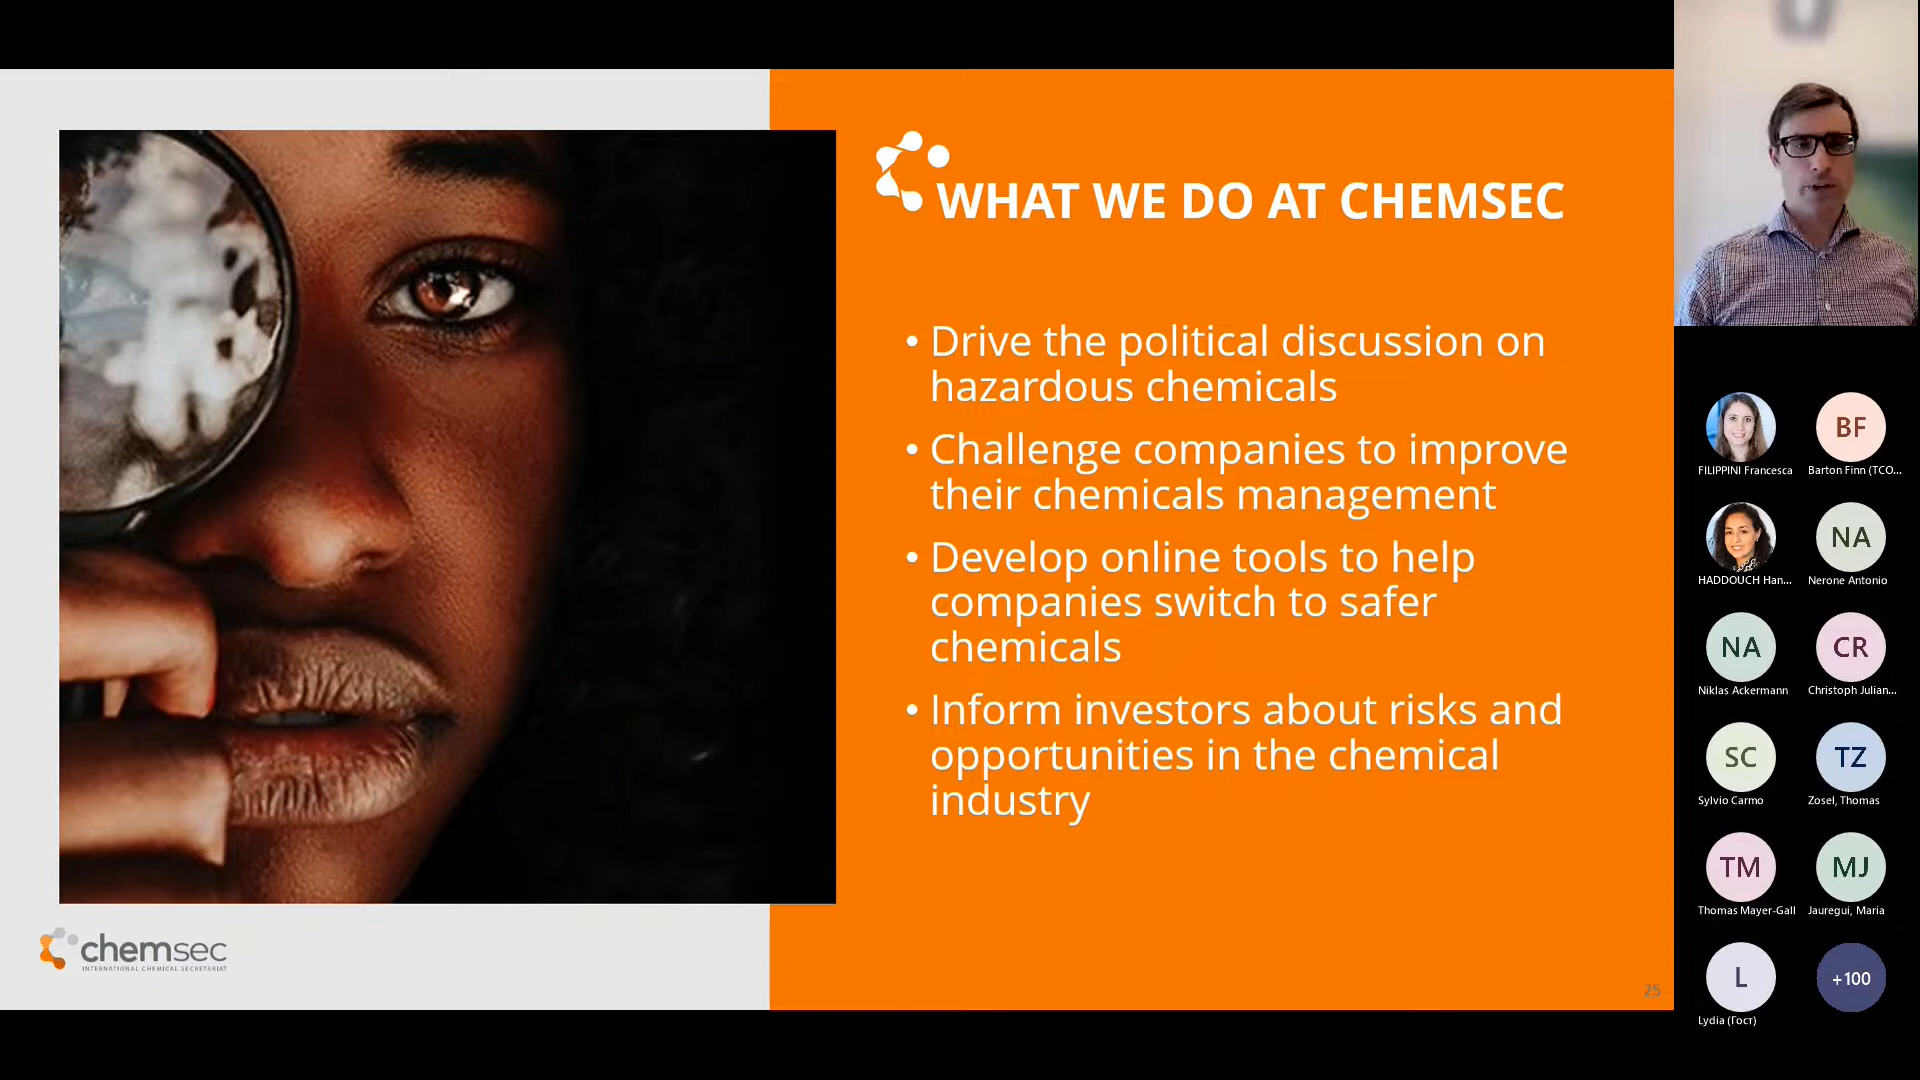 WHAT WE DO AT CHEMSEC
• Drive the political discussion on
hazardous chemicals
• Challenge companies to improve
their chemicals management
• Develop online tools to help
companies switch to safer
chemicals
• Inform investors about risks and
opportunities in the chemical
industry
chemsec
INTERNATIONAL CHEMICAL SECRETARIAT
25
FILIPPINI Francesca
BF
Barton Finn (TCO...
HADDOUCH Han...
NA
Nerone Antonio
NA
Niklas Ackermann
CR
Christoph Julian...
SC
Sylvio Carmo
TZ
Zosel, Thomas
TM
Thomas Mayer-Gall
MJ
Jauregui, Maria
L
Lydia (Гост)
+100